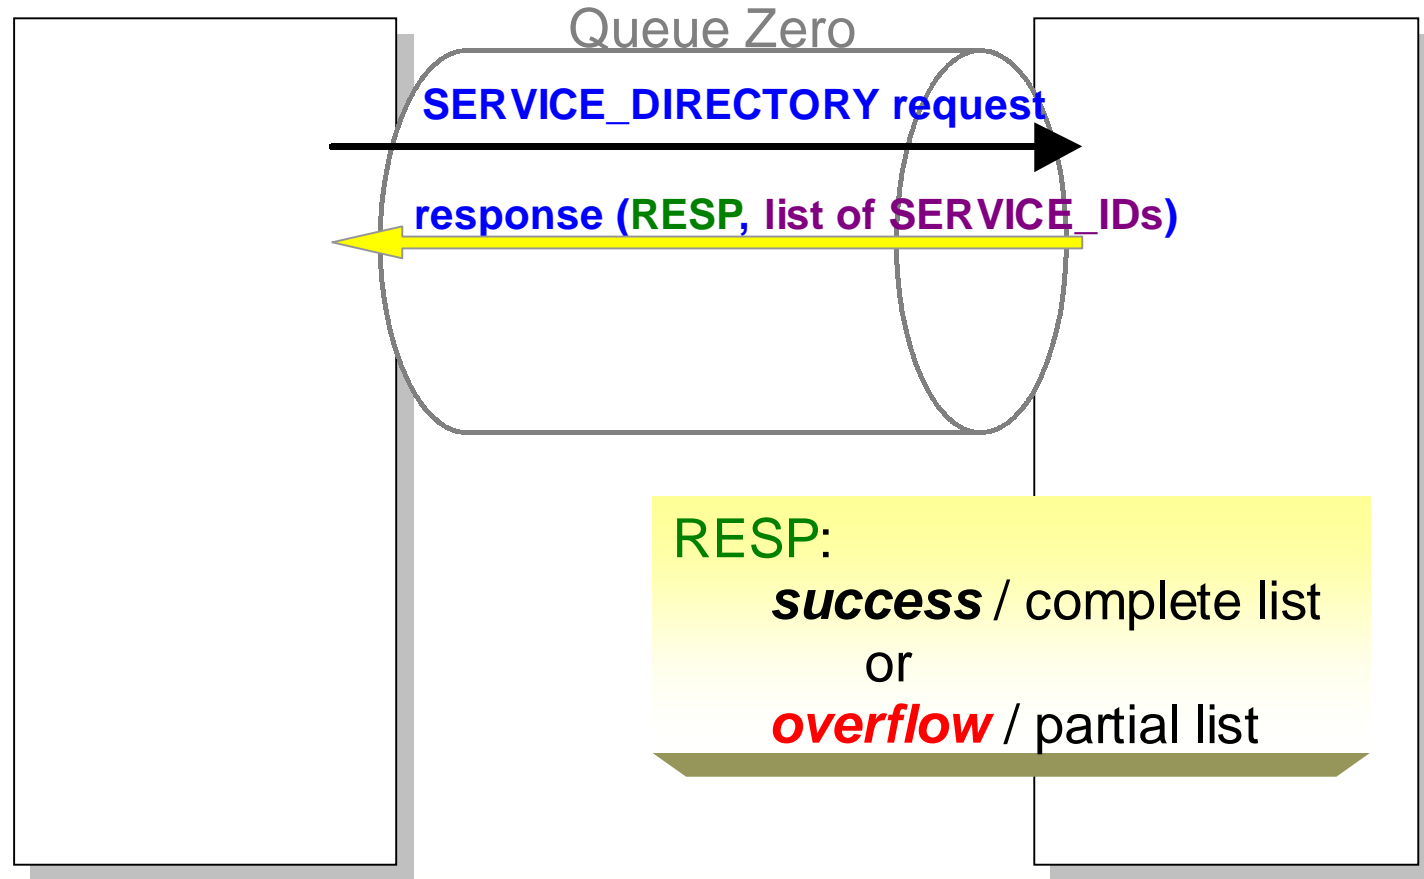 Queue Zero
SERVICE_DIRECTORY request
response (RESP, list of SERVICE_IDs)
RESP:
success / complete list
or
overflow / partial list